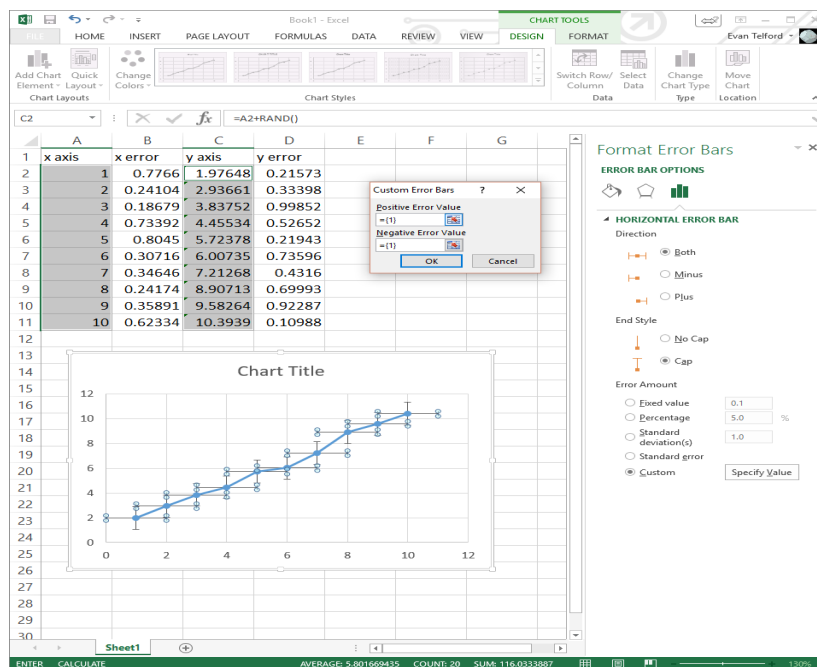 Book1 - Excel
CHART TOOLS
FILE HOME INSERT PAGE LAYOUT FORMULAS DATA REVIEW VIEW DESIGN FORMAT Evan Telford
Add Chart Element Quick Layout Change Colors Switch Row/ Column Select Data Change Chart Type Move Chart
Chart Layouts Chart Styles Data Type Location
C2 fx =A2+RAND()
A B C D E F G
1 x axis x error y axis y error
2 1 0.7766 1.97648 0.21573
3 2 0.24104 2.93661 0.33398
4 3 0.18679 3.83752 0.99852
5 4 0.73392 4.45534 0.52652
6 5 0.8045 5.72378 0.21943
7 6 0.30716 6.00735 0.73596
8 7 0.34646 7.21268 0.4316
9 8 0.24174 8.90713 0.69993
10 9 0.35891 9.58264 0.92287
11 10 0.62334 10.3939 0.10988
12
13
14
15
16
17
18
19
20
21
22
23
24
25
26
27
28
29
30
Custom Error Bars ? ×
Positive Error Value
={1}
Negative Error Value
={1}
OK Cancel
Chart Title
12
10
8
6
4
2
0
0 2 4 6 8 10 12
Format Error Bars
ERROR BAR OPTIONS
HORIZONTAL ERROR BAR
Direction
Both
Minus
Plus
End Style
No Cap
Cap
Error Amount
Fixed value 0.1
Percentage 5.0 %
Standard deviation(s) 1.0
Standard error
Custom Specify Value
Sheet1
ENTER CALCULATE AVERAGE: 5.801669435 COUNT: 20 SUM: 116.0333887 130%